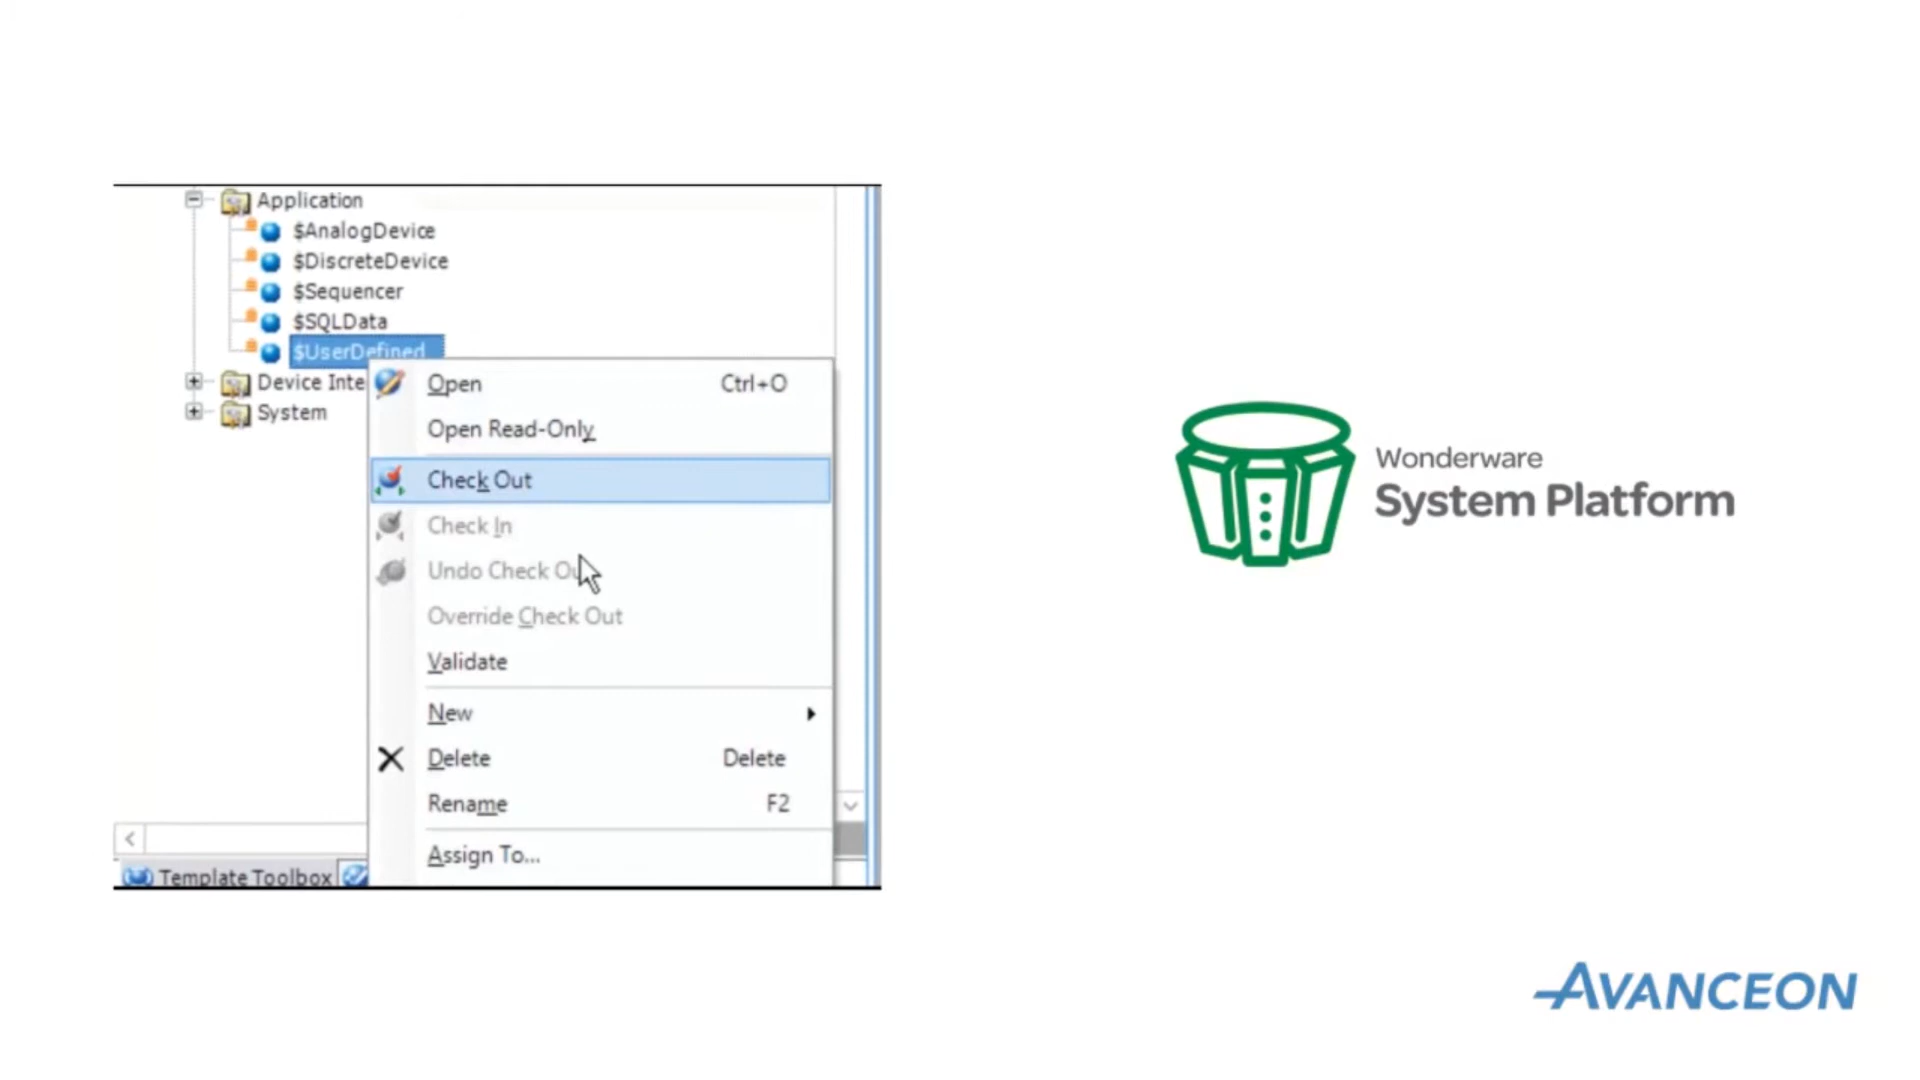 Application
$AnalogDevice
$DiscreteDevice
$Sequencer
$SQLData
$UserDefined
Device Inte
System
Open Ctrl+O
Open Read-Only
Check Out
Check In
Undo Check Ou
Override Check Out
Validate
New
Delete Delete
Rename F2
Assign To...
Template Toolbox
Wonderware
System Platform
AVANCEON